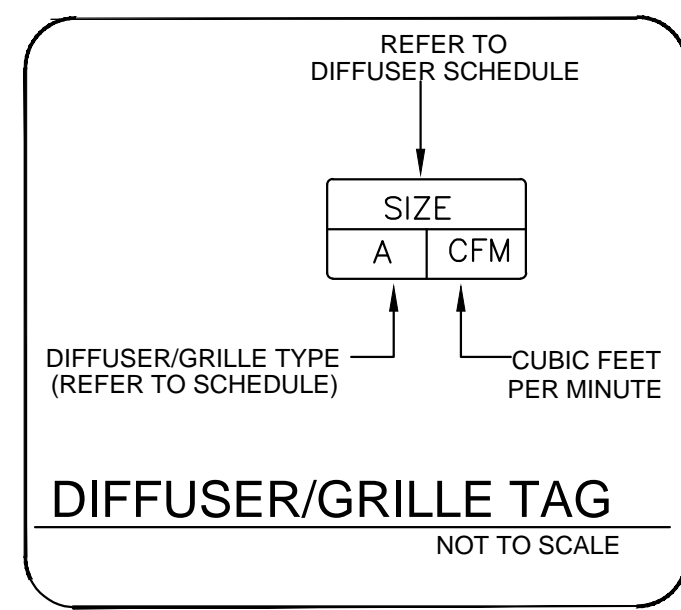 REFER TO
DIFFUSER SCHEDULE
SIZE
A
CFM
DIFFUSER/GRILLE TYPE
(REFER TO SCHEDULE)
CUBIC FEET
PER MINUTE
DIFFUSER/GRILLE TAG
NOT TO SCALE